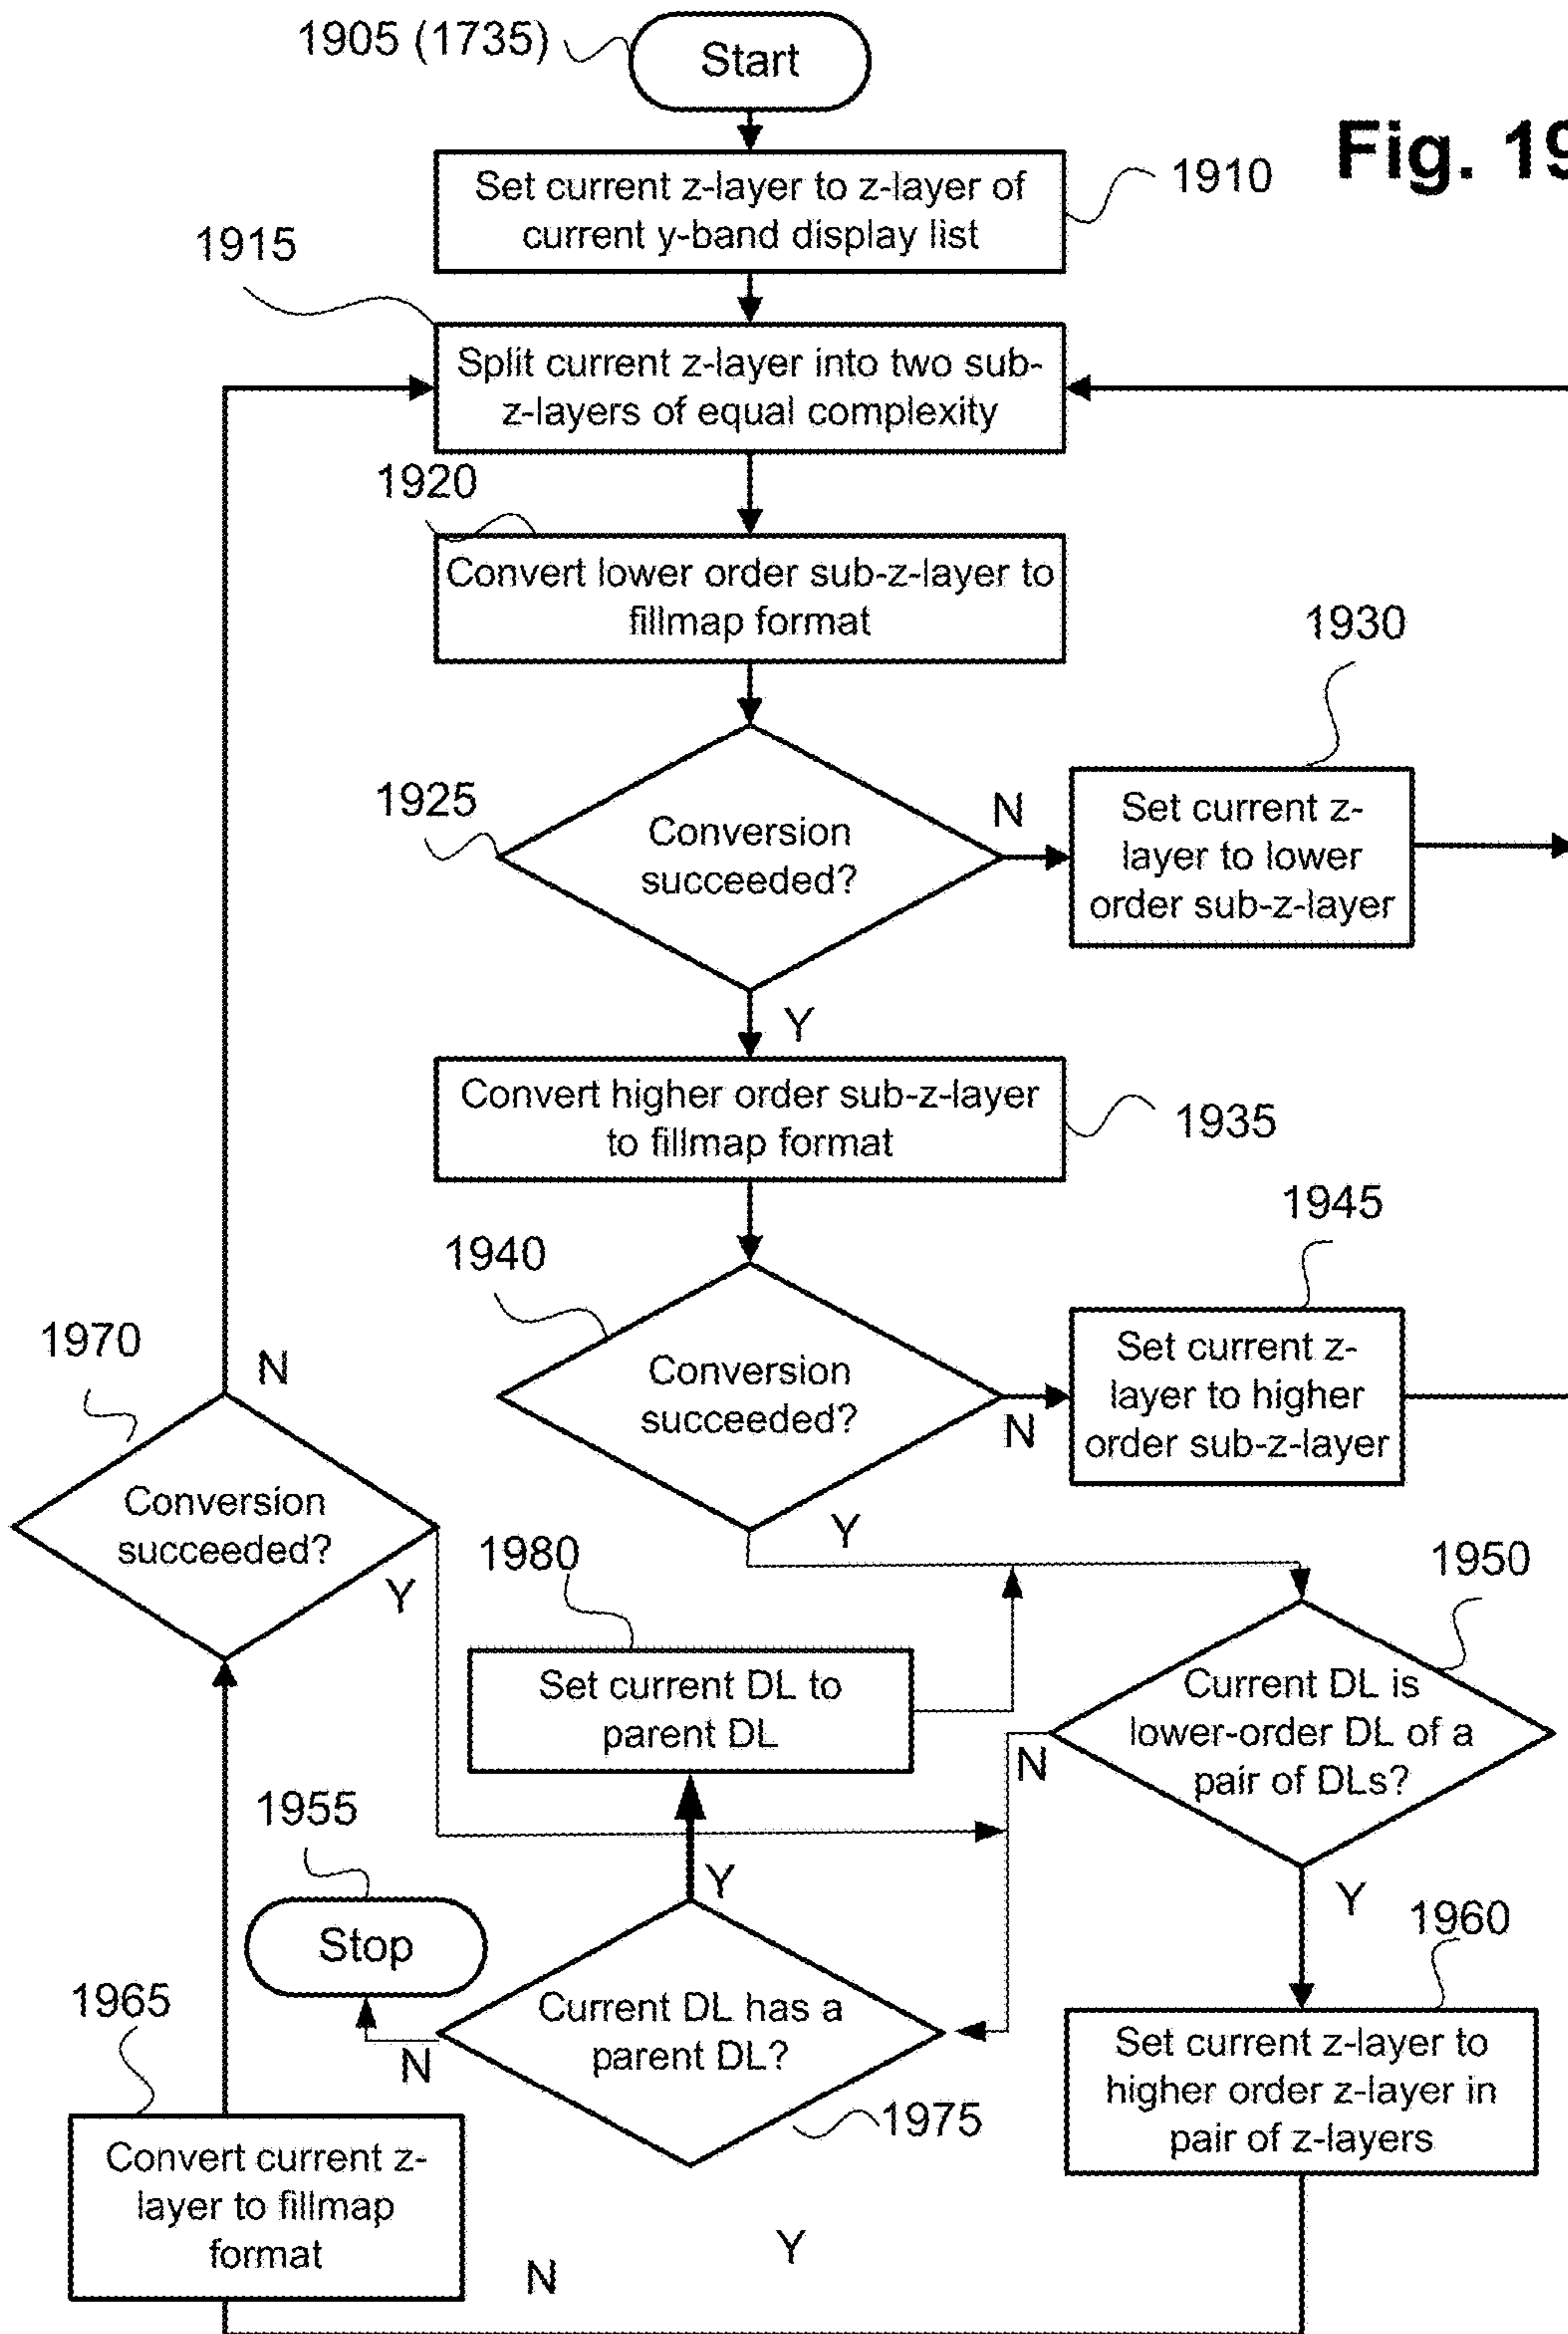 1905 (1735)
Start
Fig. 19
Set current z-layer to z-layer of
current y-band display list
1910
1915
Split current z-layer into two sub-
z-layers of equal complexity
1920
Convert lower order sub-z-layer to
fillmap format
1930
1925
Conversion
succeeded?
N
Set current z-
layer to lower
order sub-z-layer
Y
Convert higher order sub-z-layer
to fillmap format
1935
1945
1940
Conversion
succeeded?
N
Set current z-
layer to higher
order sub-z-layer
1970
N
Conversion
succeeded?
Y
Y
1980
1950
Set current DL to
parent DL
Current DL is
lower-order DL of a
pair of DLs?
N
1955
Y
Y
Stop
1960
1965
Current DL has a
parent DL?
N
1975
Set current z-layer to
higher order z-layer in
pair of z-layers
Convert current z-
layer to fillmap
format
Y
N